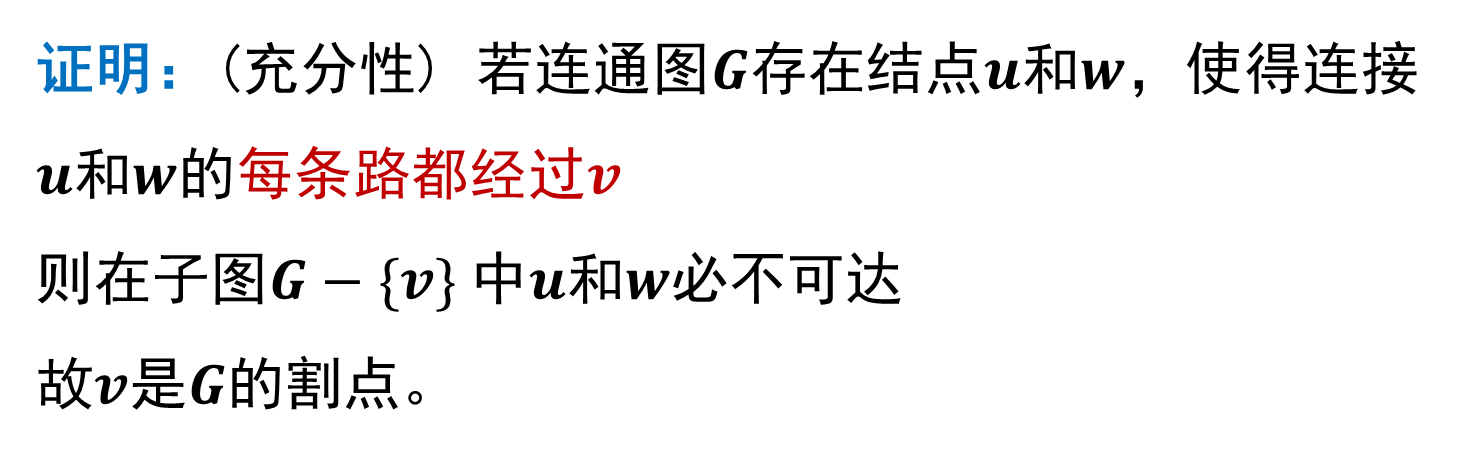 证明：（充分性）若连通图G存在结点u和w，使得连接
u和w的每条路都经过v
则在子图G − {v} 中u和w必不可达
故v是G的割点。